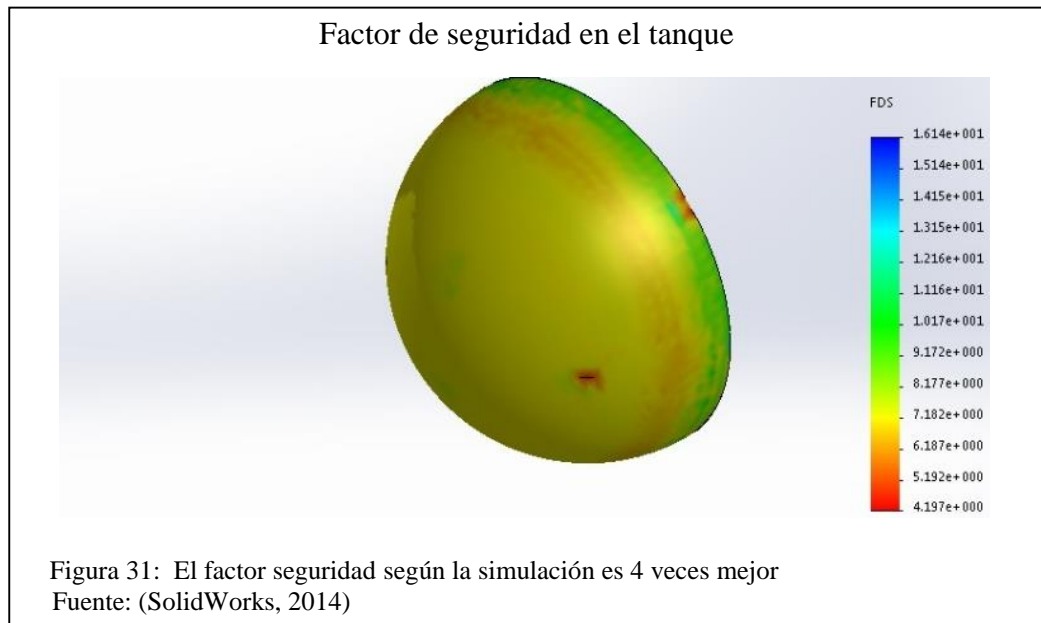 Factor de seguridad en el tanque
FDS
1.614e+001
1.514e+001
1.415e+001
1.315e+001
1.216e+001
1.116e+001
1.017e+001
9.172e+000
8.177e+000
7.182e+000
6.187e+000
5.192e+000
4.197e+000
Figura 31: El factor seguridad según la simulación es 4 veces mejor
Fuente: (SolidWorks, 2014)